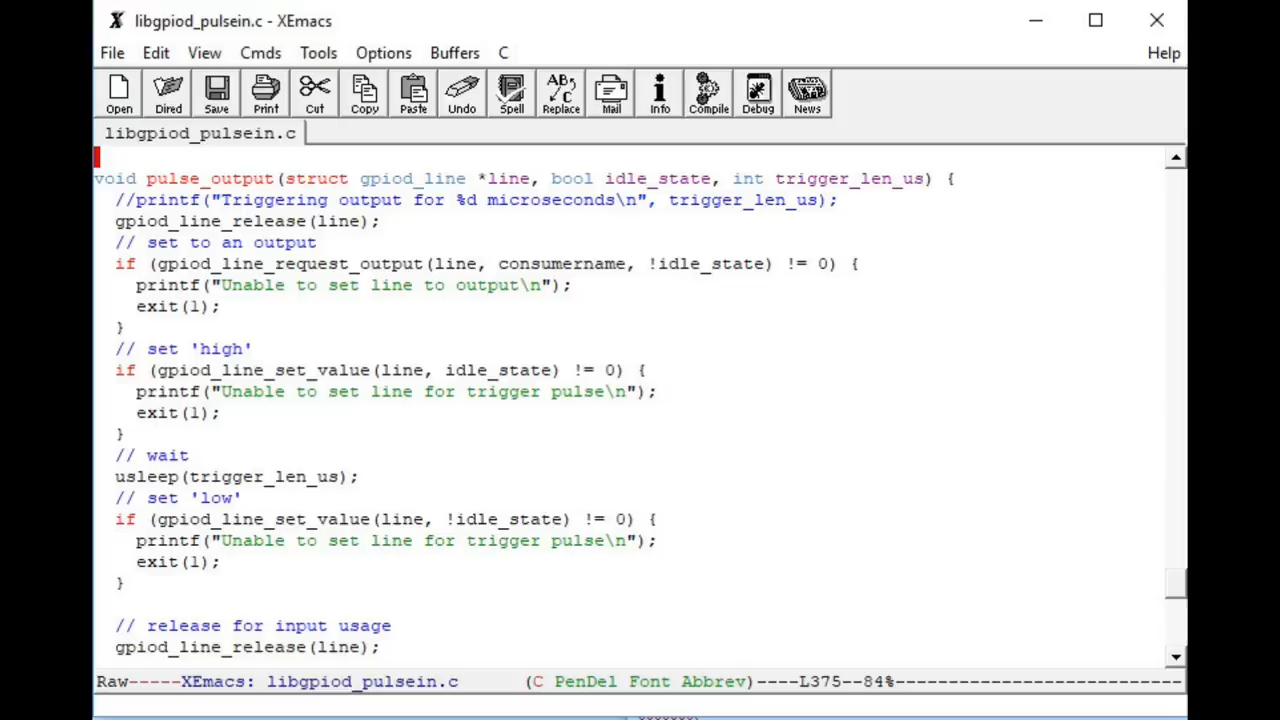 libgpiod_pulsein.c - XEmacs
File Edit View Cmds Tools Options Buffers C Help
Open Dired Save Print Cut Copy Paste Undo Spell Replace Mail Info Compile Debug News
libgpiod_pulsein.c
void pulse_output(struct gpiod_line *line, bool idle_state, int trigger_len_us) {
//printf("Triggering output for %d microseconds\n", trigger_len_us);
gpiod_line_release(line);
// set to an output
if (gpiod_line_request_output(line, consumername, !idle_state) != 0) {
printf("Unable to set line to output\n");
exit(1);
}
// set 'high'
if (gpiod_line_set_value(line, idle_state) != 0) {
printf("Unable to set line for trigger pulse\n");
exit(1);
}
// wait
usleep(trigger_len_us);
// set 'low'
if (gpiod_line_set_value(line, !idle_state) != 0) {
printf("Unable to set line for trigger pulse\n");
exit(1);
}
// release for input usage
gpiod_line_release(line);
Raw-----XEmacs: libgpiod_pulsein.c (C PenDel Font Abbrev)----L375--84%---------------------------